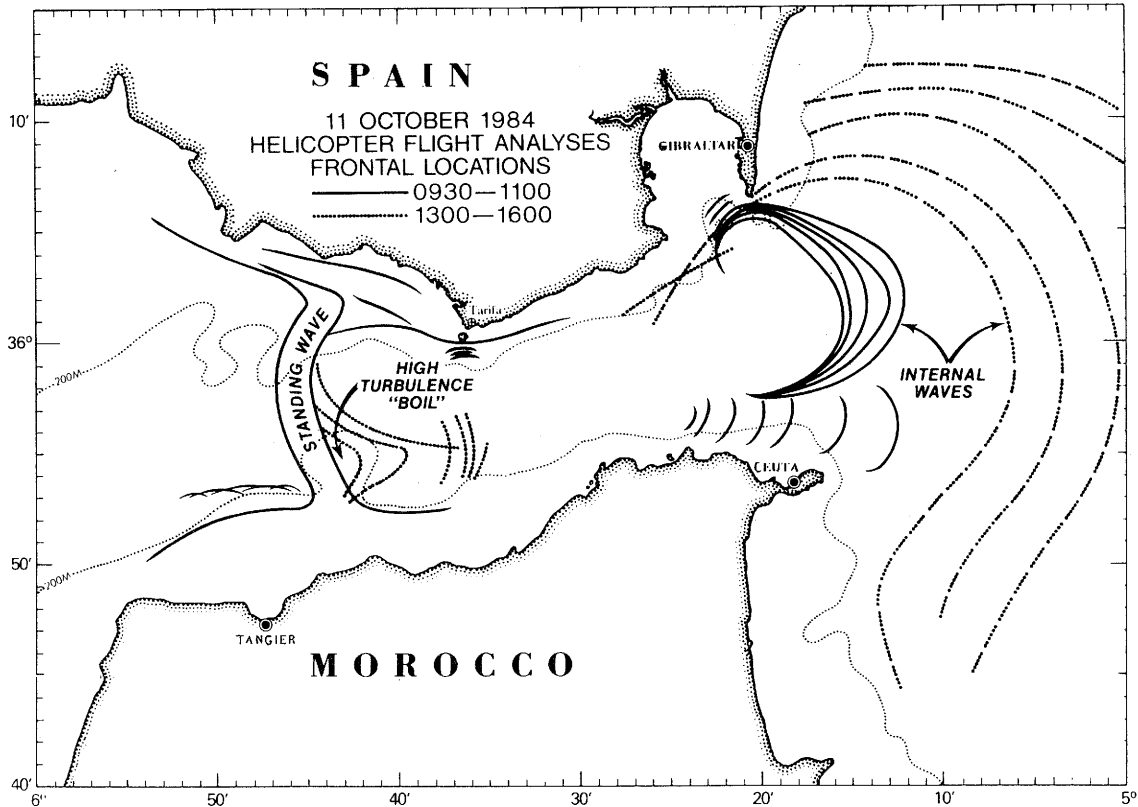 SPAIN
11 OCTOBER 1984
HELICOPTER FLIGHT ANALYSES
FRONTAL LOCATIONS
0930—1100
1300—1600
10'
GIBRALTAR
Tarifa
36°
200M
STANDING WAVE
HIGH
TURBULENCE
"BOIL"
INTERNAL
WAVES
CEUTA
50'
200M
TANGIER
MOROCCO
40'
6° 50' 40' 30' 20' 10' 5°